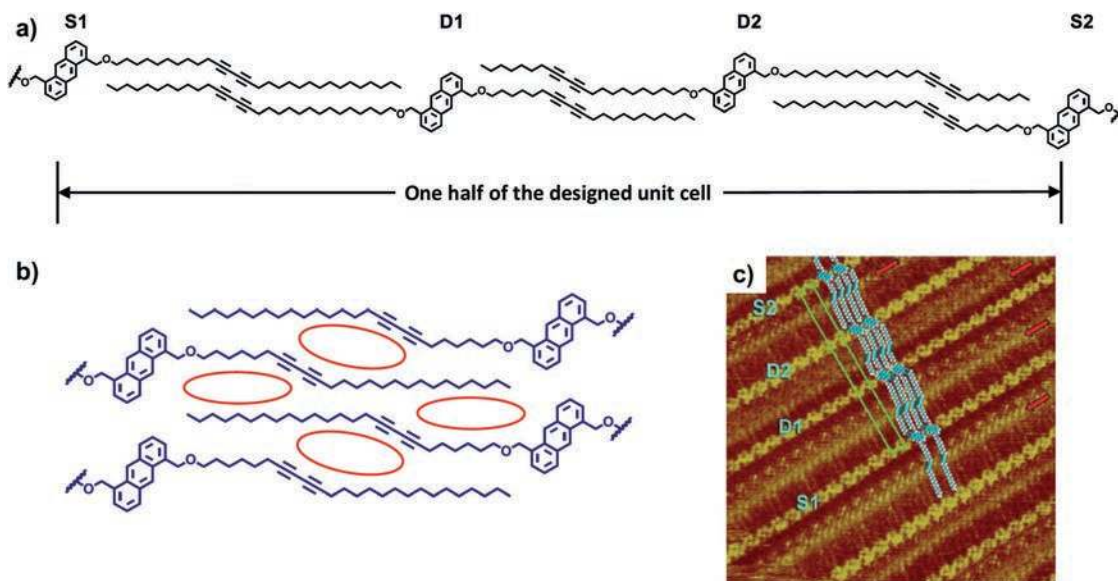 S1 D1 D2 S2
a)
O O O O O O
One half of the designed unit cell
b) c)
O O O
O O O
O O
S2
D2
D1
S1